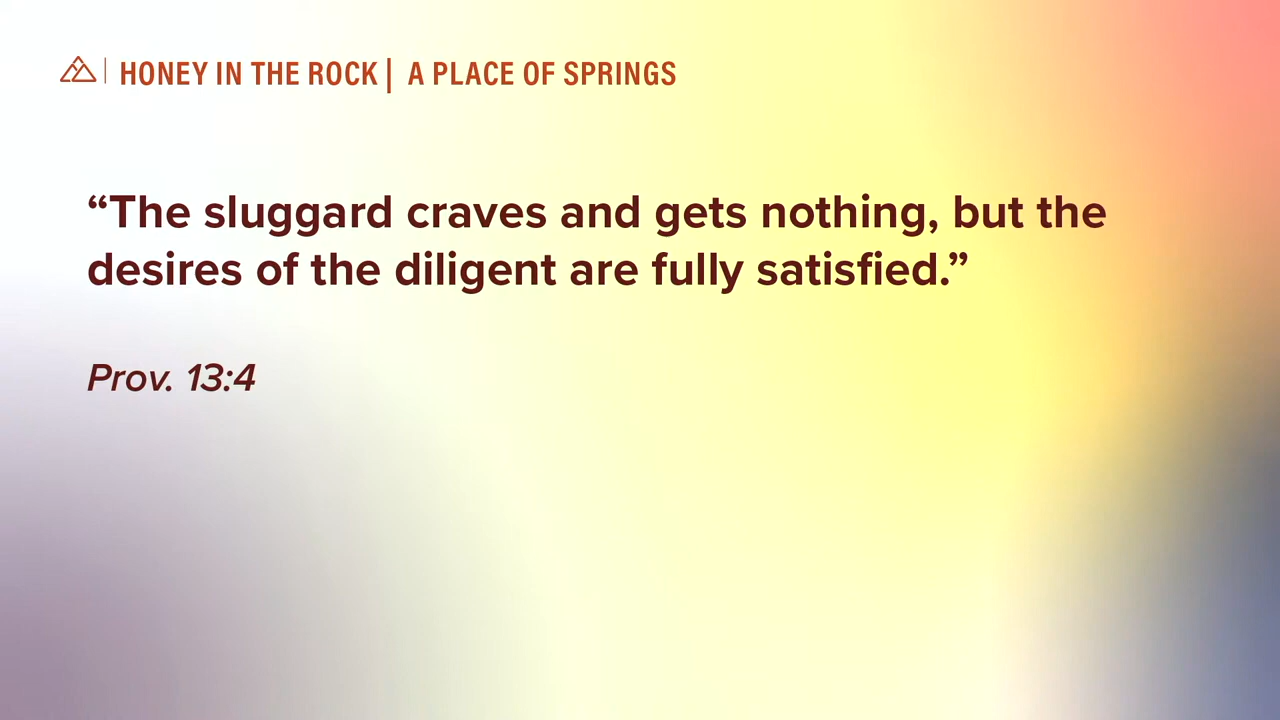 HONEY IN THE ROCK | A PLACE OF SPRINGS
“The sluggard craves and gets nothing, but the
desires of the diligent are fully satisfied.”
Prov. 13:4